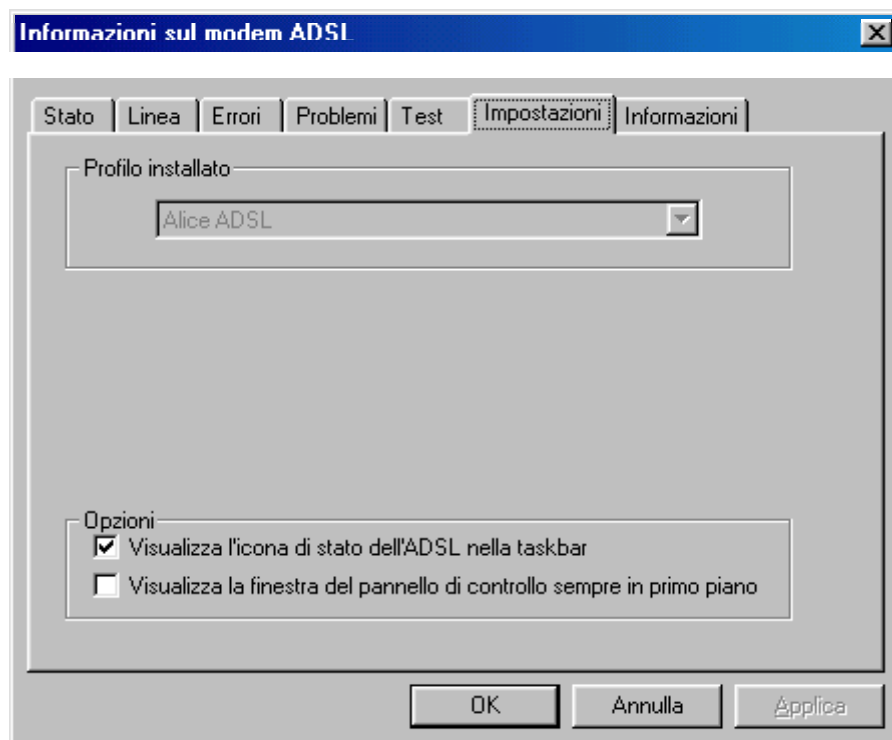 Informazioni sul modem ADSL
Stato Linea Errori Problemi Test Impostazioni Informazioni
Profilo installato
Alice ADSL
Opzioni
Visualizza l'icona di stato dell'ADSL nella taskbar
Visualizza la finestra del pannello di controllo sempre in primo piano
OK Annulla Applica